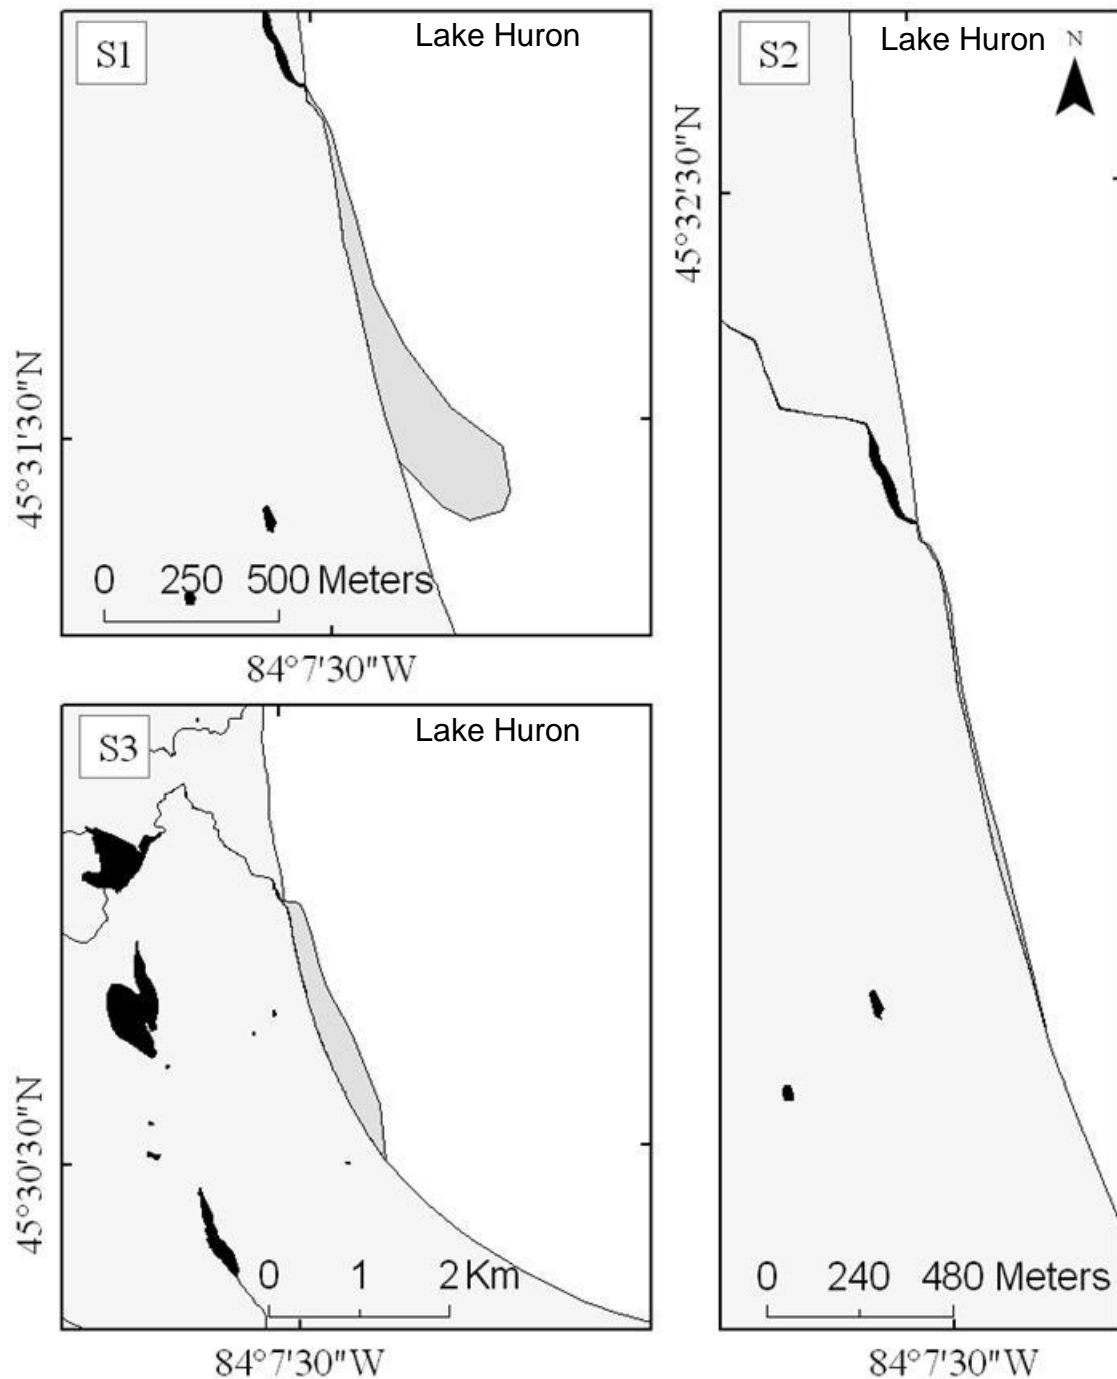 S1
Lake Huron
45°31'30"N
0 250 500 Meters
84°7'30"W
S2
Lake Huron
N
45°32'30"N
0 240 480 Meters
84°7'30"W
S3
Lake Huron
45°30'30"N
0 1 2 Km
84°7'30"W